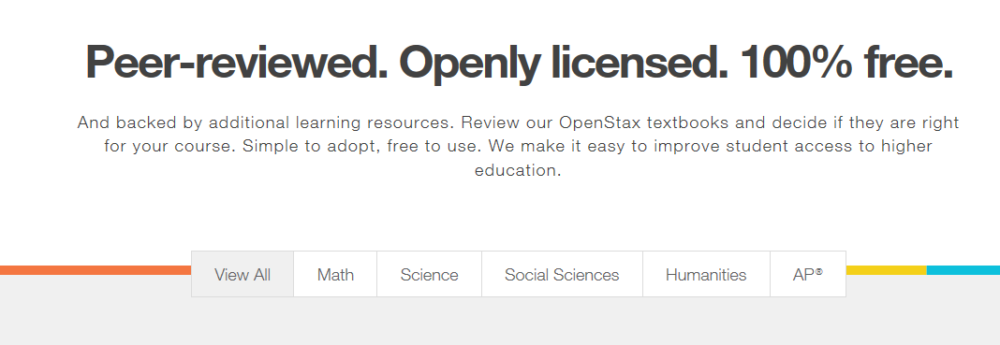 Peer-reviewed. Openly licensed. 100% free.
And backed by additional learning resources. Review our OpenStax textbooks and decide if they are right
for your course. Simple to adopt, free to use. We make it easy to improve student access to higher
education.
View All Math Science Social Sciences Humanities AP®